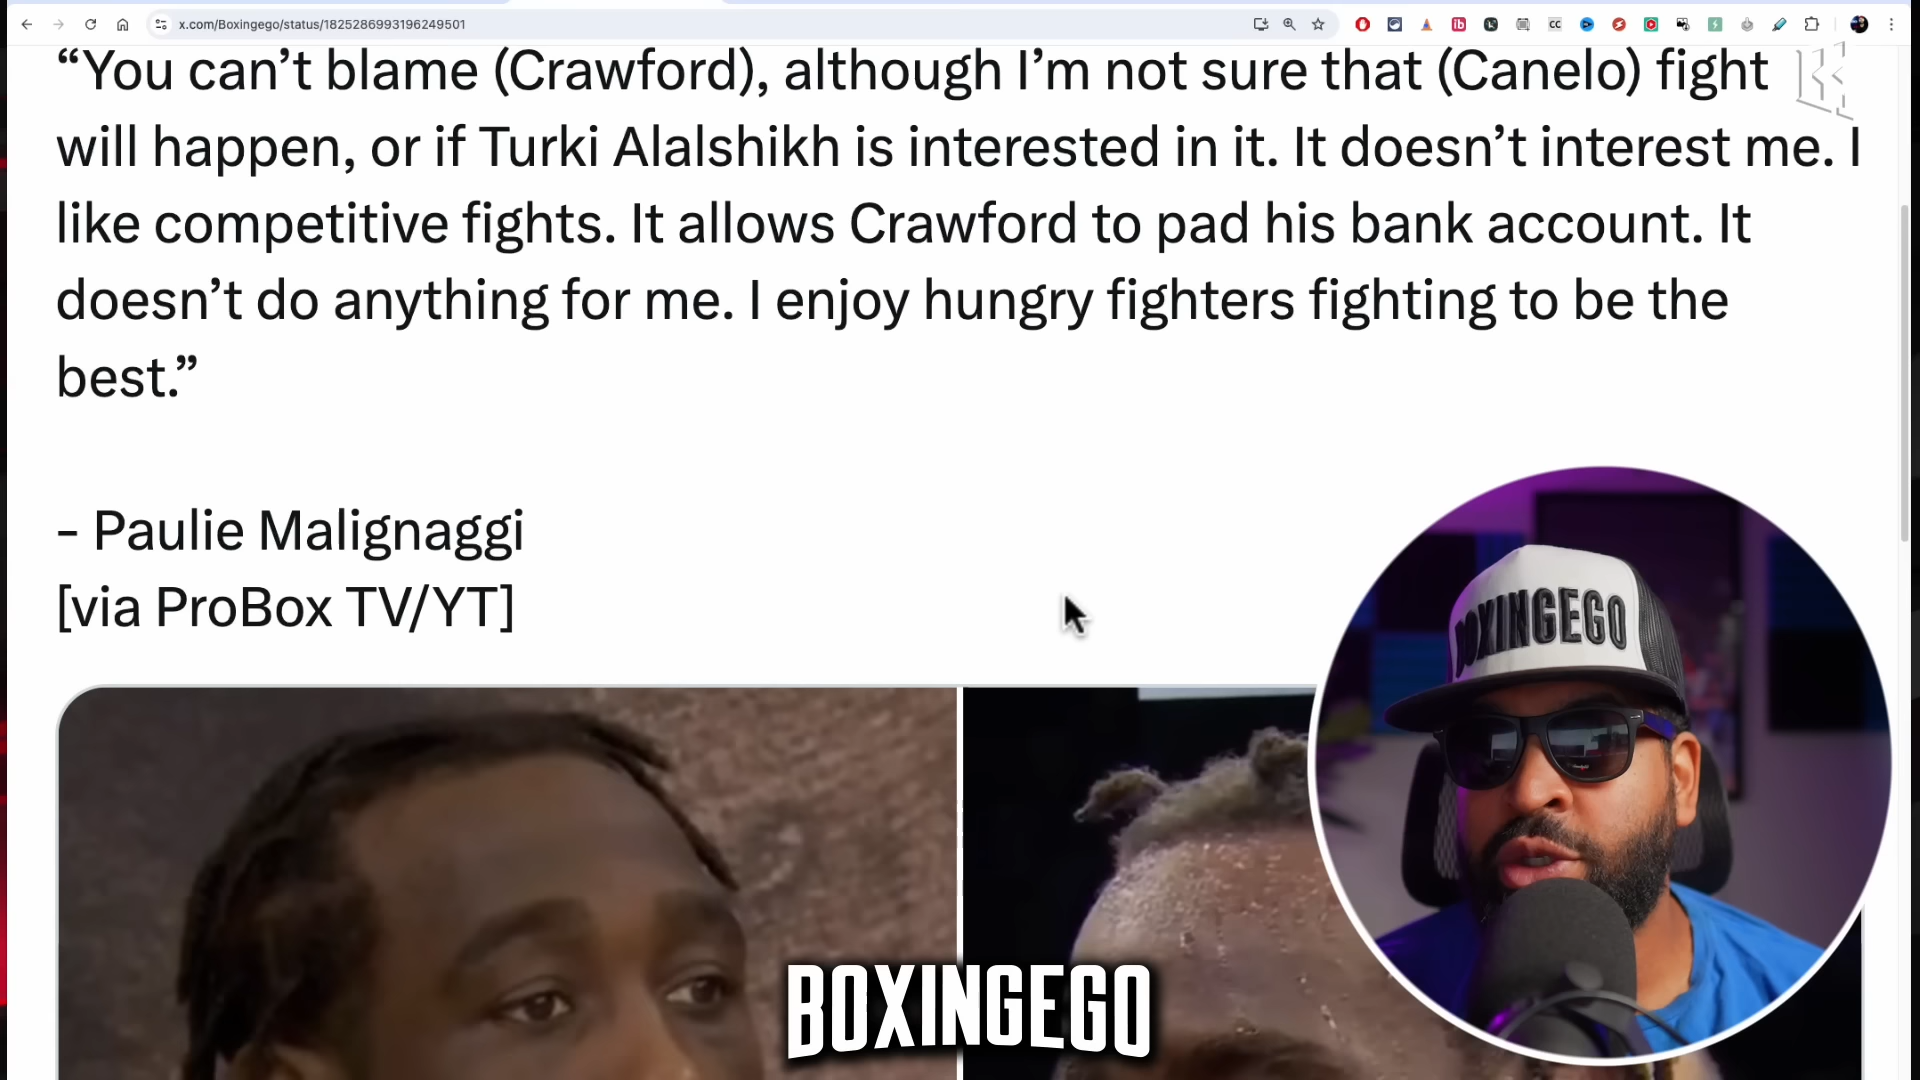 x.com/Boxingego/status/1825286993196249501
“You can’t blame (Crawford), although I’m not sure that (Canelo) fight
will happen, or if Turki Alalshikh is interested in it. It doesn’t interest me. I
like competitive fights. It allows Crawford to pad his bank account. It
doesn’t do anything for me. I enjoy hungry fighters fighting to be the
best.”
– Paulie Malignaggi
[via ProBox TV/YT]
BOXINGEGO
BOXINGEGO